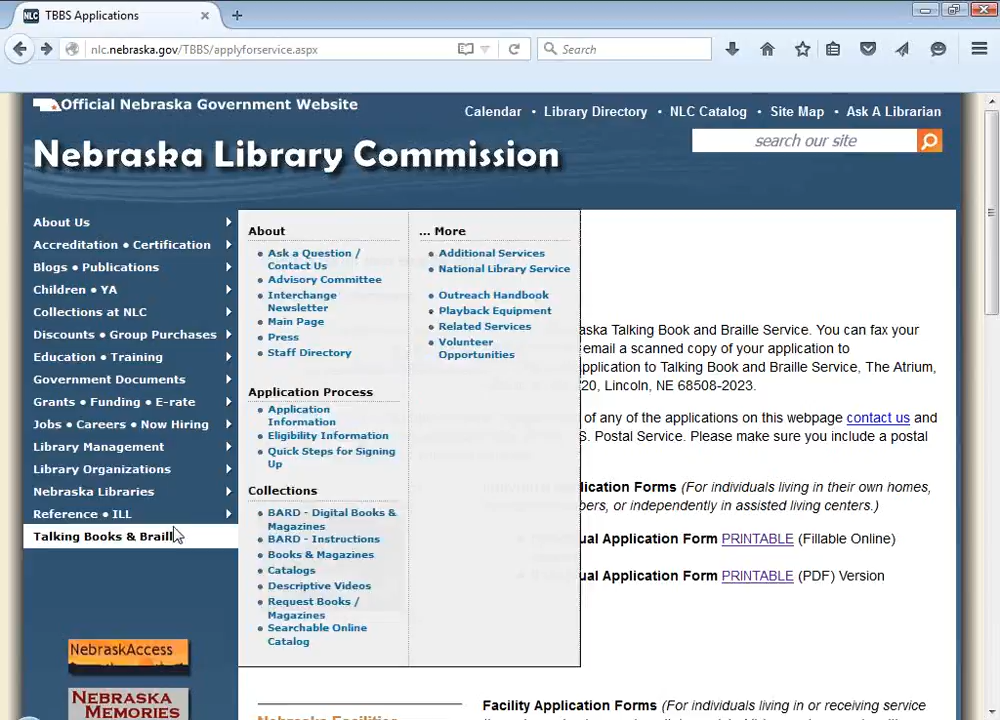 NLC TBBS Applications
nlc.nebraska.gov/TBBS/applyforservice.aspx
Search
Official Nebraska Government Website
Calendar • Library Directory • NLC Catalog • Site Map • Ask A Librarian
Nebraska Library Commission
search our site
About Us
Accreditation • Certification
Blogs • Publications
Children • YA
Collections at NLC
Discounts • Group Purchases
Education • Training
Government Documents
Grants • Funding • E-rate
Jobs • Careers • Now Hiring
Library Management
Library Organizations
Nebraska Libraries
Reference • ILL
Talking Books & Braill
NebraskAccess
NEBRASKA
MEMORIES
About
Ask a Question /
Contact Us
Advisory Committee
Interchange
Newsletter
Main Page
Press
Staff Directory
Application Process
Application
Information
Eligibility Information
Quick Steps for Signing
Up
Collections
BARD - Digital Books &
Magazines
BARD - Instructions
Books & Magazines
Catalogs
Descriptive Videos
Request Books /
Magazines
Searchable Online
Catalog
... More
Additional Services
National Library Service
Outreach Handbook
Playback Equipment
Related Services
Volunteer
Opportunities
aska Talking Book and Braille Service. You can fax your
email a scanned copy of your application to
pplication to Talking Book and Braille Service, The Atrium,
20, Lincoln, NE 68508-2023.
of any of the applications on this webpage contact us and
S. Postal Service. Please make sure you include a postal
lication Forms (For individuals living in their own homes,
bers, or independently in assisted living centers.)
ual Application Form PRINTABLE (Fillable Online)
ual Application Form PRINTABLE (PDF) Version
Facility Application Forms (For individuals living in or receiving service